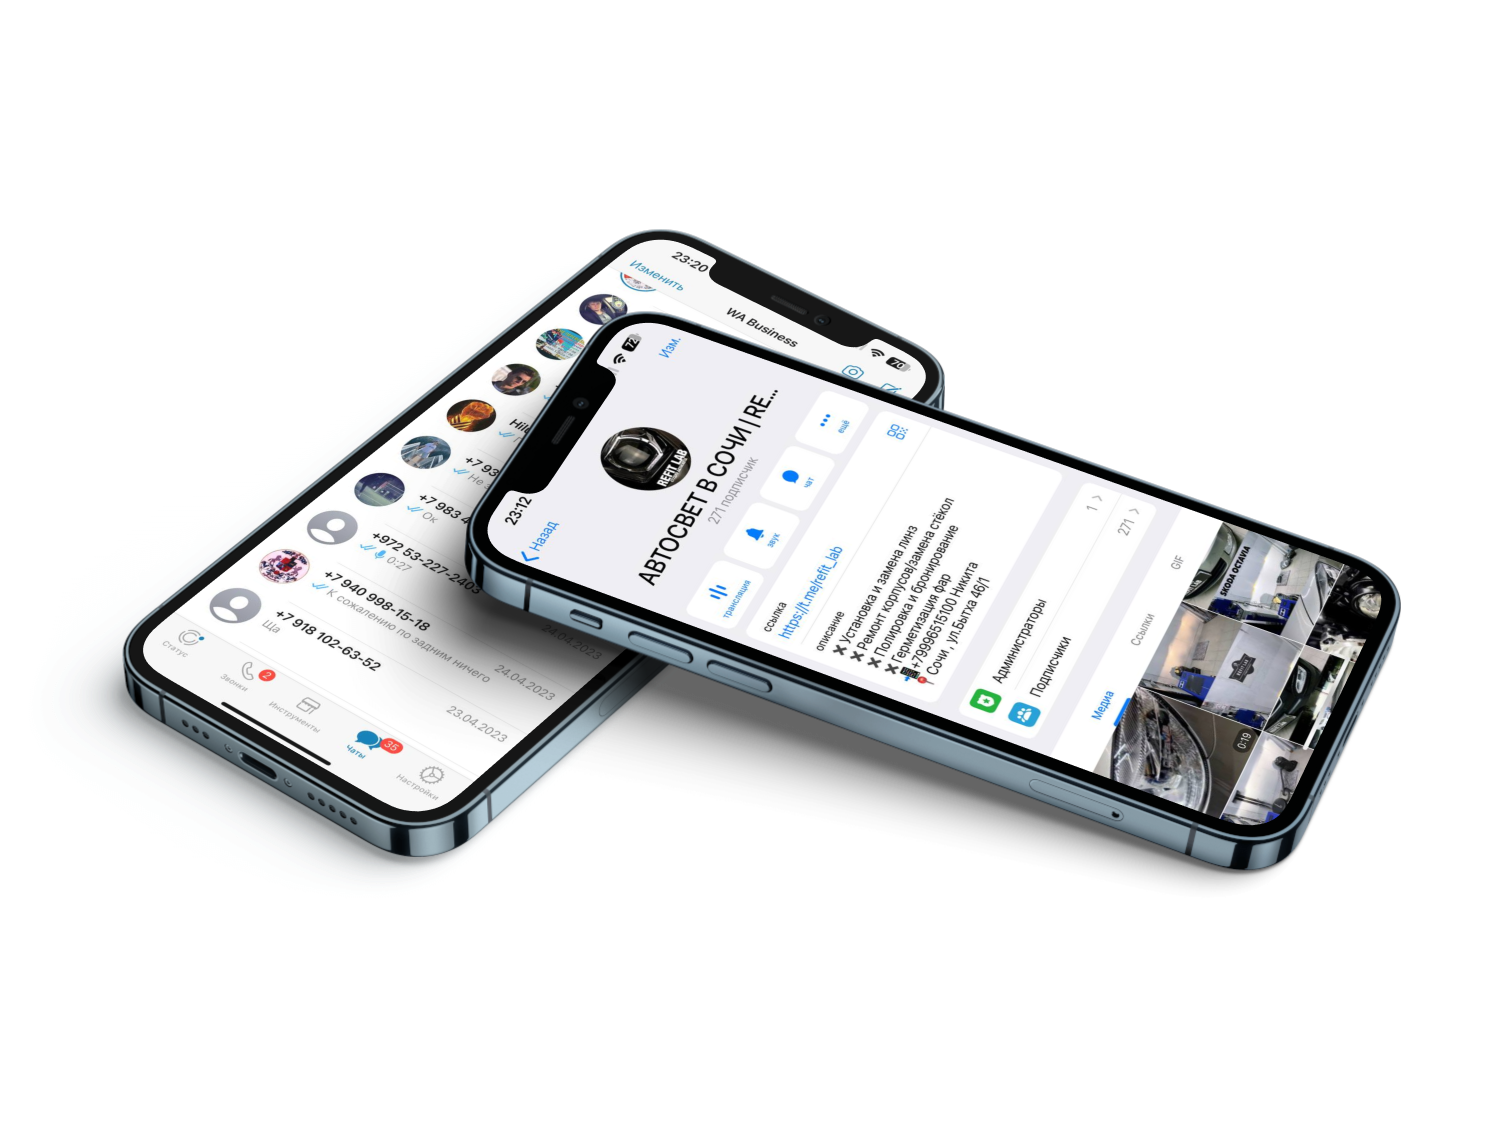 23:20
Изменить
WA Business
70
Hilt
+7 93
Не з
+7 983 4
Ок
+972 53-227-2403
0:27
24.04.2023
+7 940 998-15-18
К сожалению по задним ничего
24.04.2023
+7 918 102-63-52
Ща
23.04.2023
Статус
Звонки
2
Инструменты
Чаты
35
Настройки
23:12
72
Назад
Изм.
REFIT LAB
АВТОСВЕТ В СОЧИ | RE...
271 подписчик
трансляция
звук
чат
ещё
ссылка
https://t.me/refit_lab
описание
✖ Установка и замена линз
✖ Ремонт корпусов/замена стёкол
✖ Полировка и бронирование
✖ Герметизация фар
📲+79996515100 Никита
📍 Сочи , ул.Бытха 46/1
Администраторы
1
Подписчики
271
Медиа
Ссылки
GIF
SKODA OCTAVIA
0:19